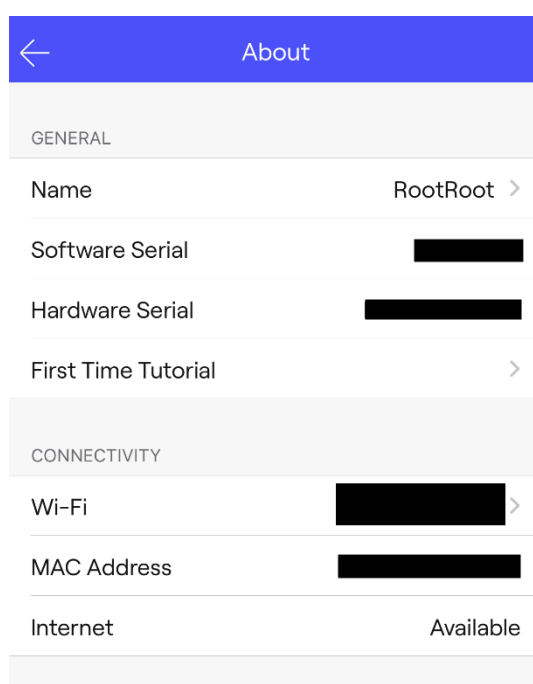 About
GENERAL
Name RootRoot
Software Serial
Hardware Serial
First Time Tutorial
CONNECTIVITY
Wi-Fi
MAC Address
Internet Available